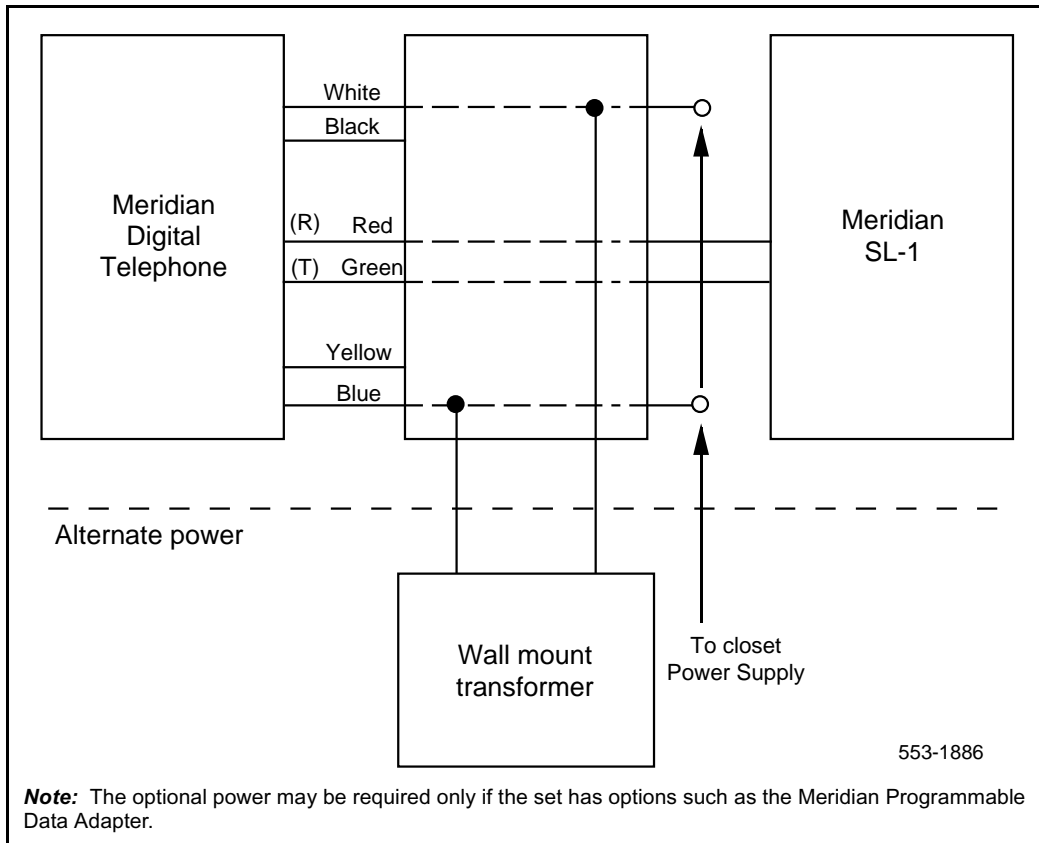 White
Black
Meridian
Digital
Telephone
(R) Red
(T) Green
Yellow
Blue
Meridian
SL-1
Alternate power
Wall mount
transformer
To closet
Power Supply
553-1886
Note: The optional power may be required only if the set has options such as the Meridian Programmable
Data Adapter.